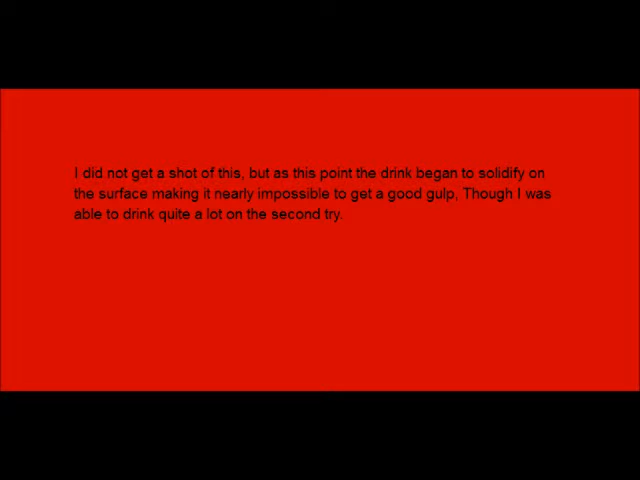 I did not get a shot of this, but as this point the drink began to solidify on
the surface making it nearly impossible to get a good gulp, Though I was
able to drink quite a lot on the second try.